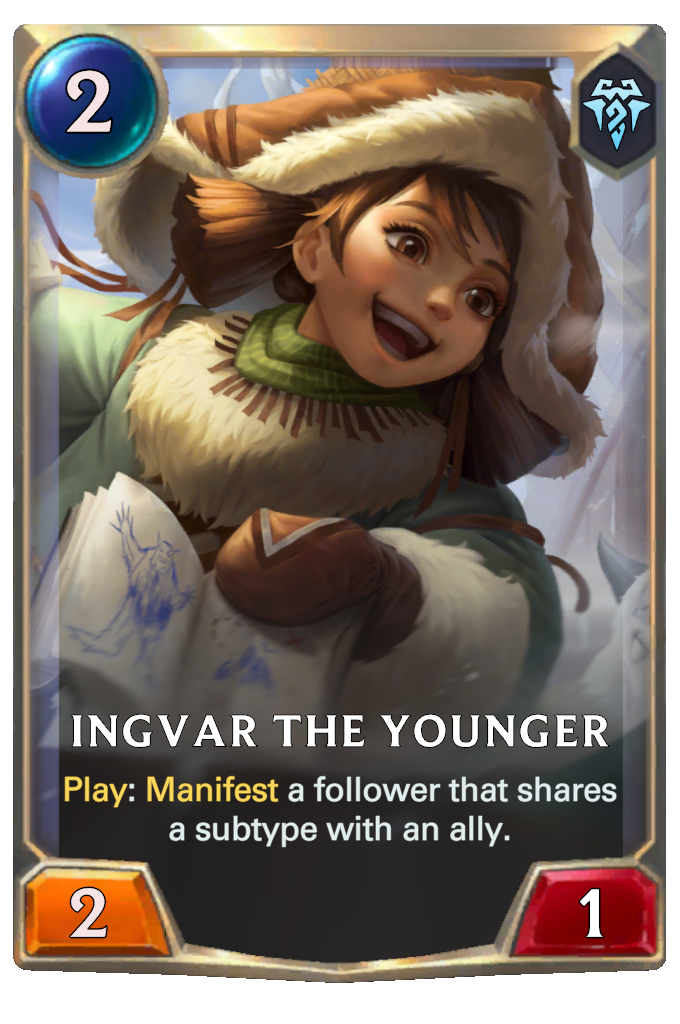 2
INGVAR THE YOUNGER
Play: Manifest a follower that shares
a subtype with an ally.
2
1